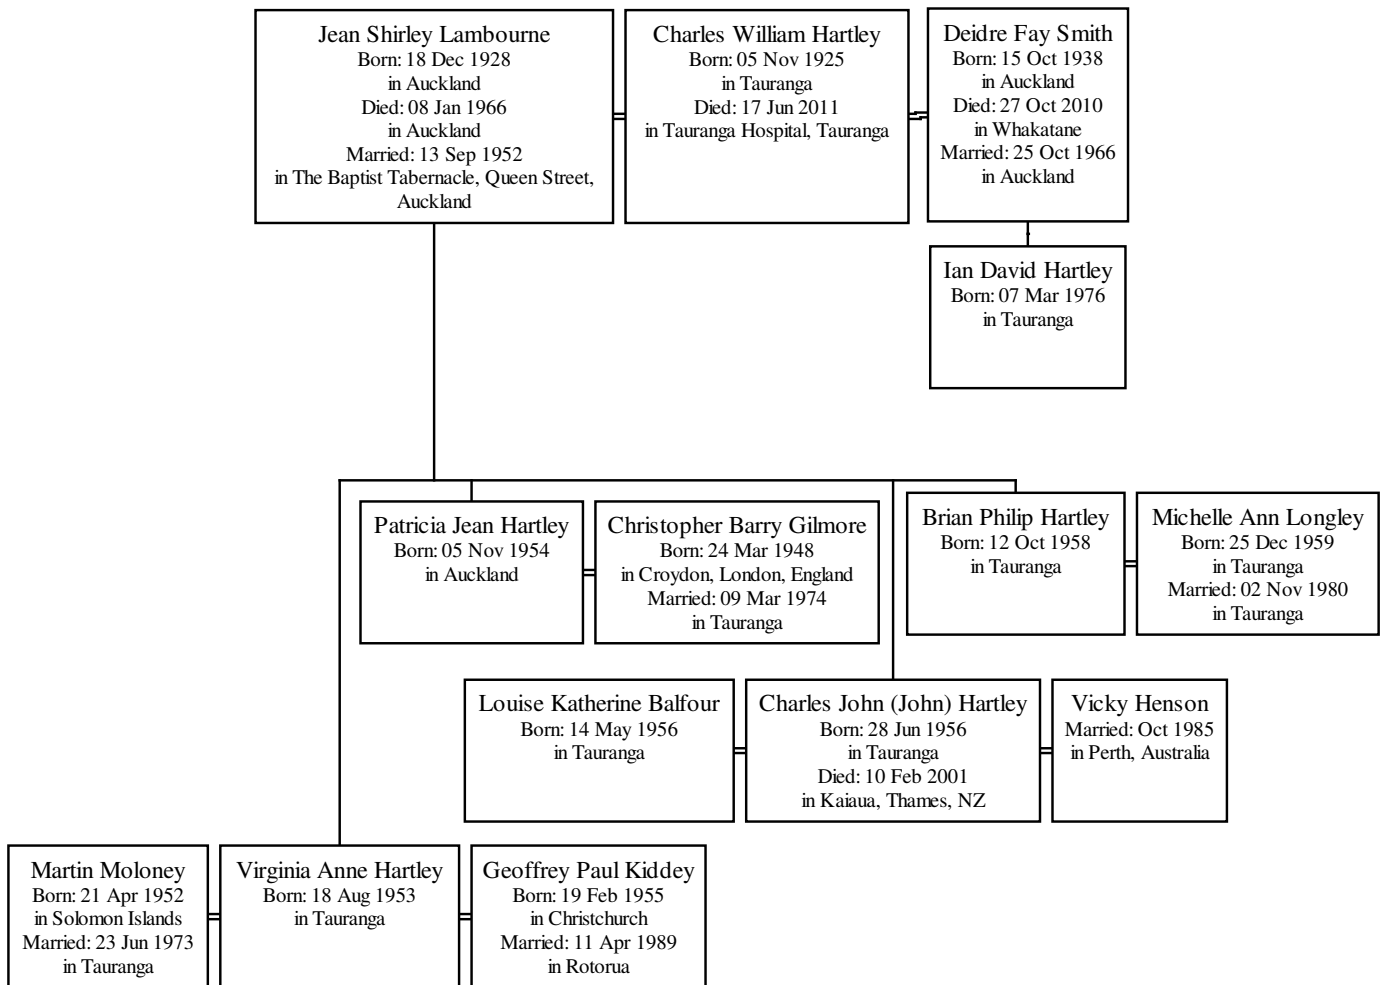 Jean Shirley Lambourne
Born: 18 Dec 1928
in Auckland
Died: 08 Jan 1966
in Auckland
Married: 13 Sep 1952
in The Baptist Tabernacle, Queen Street,
Auckland
Charles William Hartley
Born: 05 Nov 1925
in Tauranga
Died: 17 Jun 2011
in Tauranga Hospital, Tauranga
Deidre Fay Smith
Born: 15 Oct 1938
in Auckland
Died: 27 Oct 2010
in Whakatane
Married: 25 Oct 1966
in Auckland
Ian David Hartley
Born: 07 Mar 1976
in Tauranga
Patricia Jean Hartley
Born: 05 Nov 1954
in Auckland
Christopher Barry Gilmore
Born: 24 Mar 1948
in Croydon, London, England
Married: 09 Mar 1974
in Tauranga
Brian Philip Hartley
Born: 12 Oct 1958
in Tauranga
Michelle Ann Longley
Born: 25 Dec 1959
in Tauranga
Married: 02 Nov 1980
in Tauranga
Louise Katherine Balfour
Born: 14 May 1956
in Tauranga
Charles John (John) Hartley
Born: 28 Jun 1956
in Tauranga
Died: 10 Feb 2001
in Kaiaua, Thames, NZ
Vicky Henson
Married: Oct 1985
in Perth, Australia
Martin Moloney
Born: 21 Apr 1952
in Solomon Islands
Married: 23 Jun 1973
in Tauranga
Virginia Anne Hartley
Born: 18 Aug 1953
in Tauranga
Geoffrey Paul Kiddey
Born: 19 Feb 1955
in Christchurch
Married: 11 Apr 1989
in Rotorua